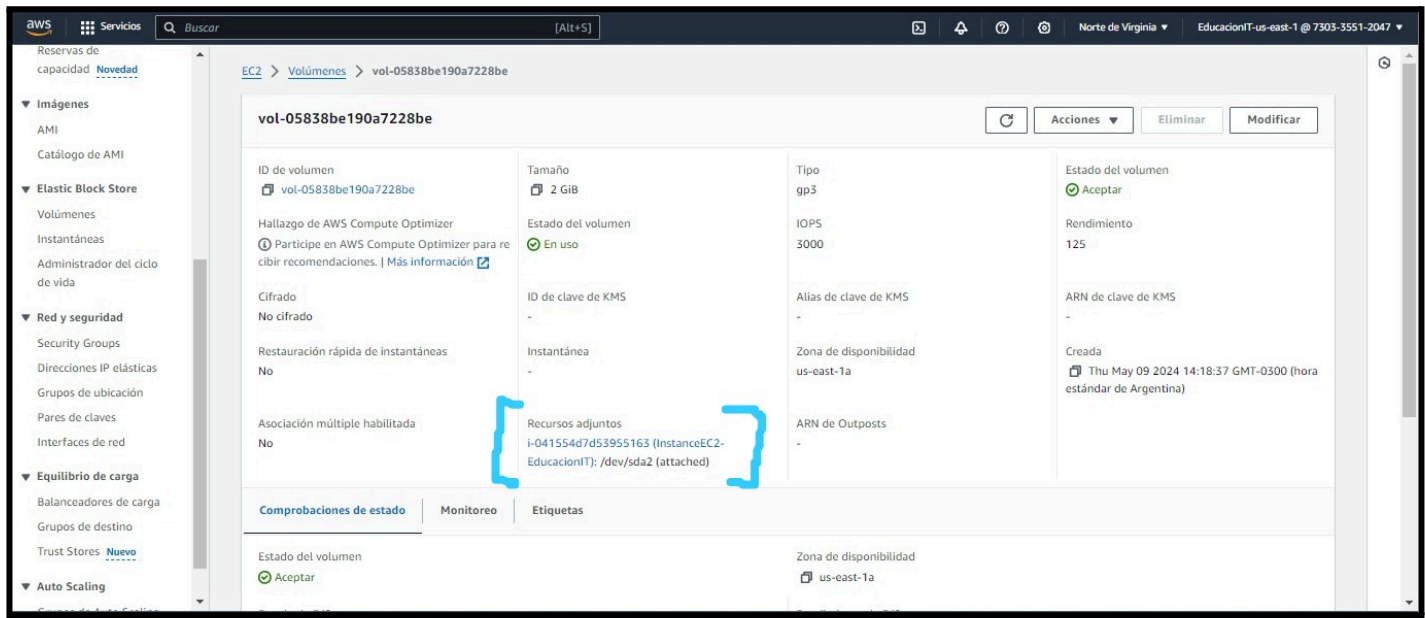 aws
Servicios
Buscar
[Alt+S]
Norte de Virginia
EducacionIT-us-east-1 @ 7303-3551-2047
Reservas de
capacidad Novedad
Imágenes
AMI
Catálogo de AMI
Elastic Block Store
Volúmenes
Instantáneas
Administrador del ciclo
de vida
Red y seguridad
Security Groups
Direcciones IP elásticas
Grupos de ubicación
Pares de claves
Interfaces de red
Equilibrio de carga
Balanceadores de carga
Grupos de destino
Trust Stores Nuevo
Auto Scaling
EC2 > Volúmenes > vol-05838be190a7228be
vol-05838be190a7228be
Acciones
Eliminar
Modificar
ID de volumen
vol-05838be190a7228be
Tamaño
2 GiB
Tipo
gp3
Estado del volumen
Aceptar
Hallazgo de AWS Compute Optimizer
Participe en AWS Compute Optimizer para re
cibir recomendaciones. | Más información
Estado del volumen
En uso
IOPS
3000
Rendimiento
125
Cifrado
No cifrado
ID de clave de KMS
-
Alias de clave de KMS
-
ARN de clave de KMS
-
Restauración rápida de instantáneas
No
Instantánea
-
Zona de disponibilidad
us-east-1a
Creada
Thu May 09 2024 14:18:37 GMT-0300 (hora
estándar de Argentina)
Asociación múltiple habilitada
No
Recursos adjuntos
i-041554d7d53955163 (InstanceEC2-
EducacionIT): /dev/sda2 (attached)
ARN de Outposts
-
Comprobaciones de estado
Monitoreo
Etiquetas
Estado del volumen
Aceptar
Zona de disponibilidad
us-east-1a